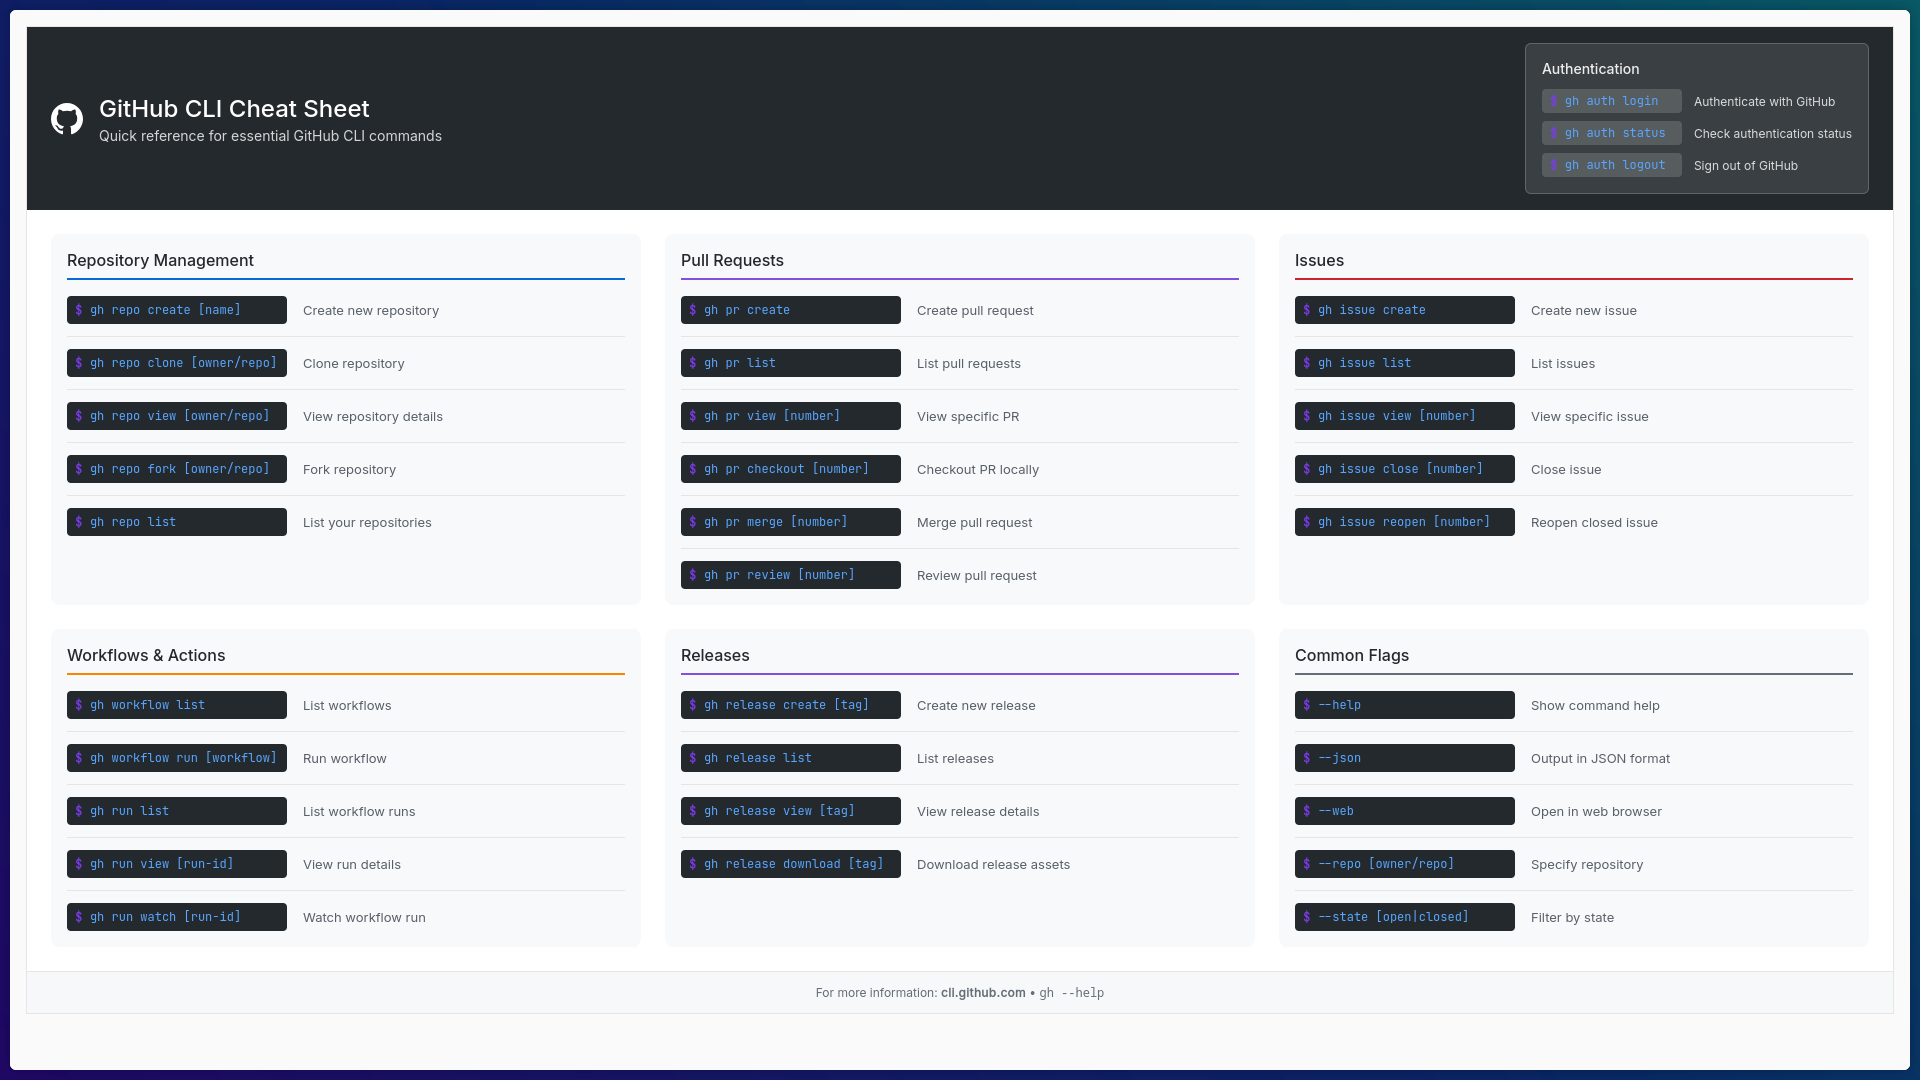 GitHub CLI Cheat Sheet
Quick reference for essential GitHub CLI commands
Authentication
$ gh auth login Authenticate with GitHub
$ gh auth status Check authentication status
$ gh auth logout Sign out of GitHub
Repository Management
$ gh repo create [name] Create new repository
$ gh repo clone [owner/repo] Clone repository
$ gh repo view [owner/repo] View repository details
$ gh repo fork [owner/repo] Fork repository
$ gh repo list List your repositories
Pull Requests
$ gh pr create Create pull request
$ gh pr list List pull requests
$ gh pr view [number] View specific PR
$ gh pr checkout [number] Checkout PR locally
$ gh pr merge [number] Merge pull request
$ gh pr review [number] Review pull request
Issues
$ gh issue create Create new issue
$ gh issue list List issues
$ gh issue view [number] View specific issue
$ gh issue close [number] Close issue
$ gh issue reopen [number] Reopen closed issue
Workflows & Actions
$ gh workflow list List workflows
$ gh workflow run [workflow] Run workflow
$ gh run list List workflow runs
$ gh run view [run-id] View run details
$ gh run watch [run-id] Watch workflow run
Releases
$ gh release create [tag] Create new release
$ gh release list List releases
$ gh release view [tag] View release details
$ gh release download [tag] Download release assets
Common Flags
$ --help Show command help
$ --json Output in JSON format
$ --web Open in web browser
$ --repo [owner/repo] Specify repository
$ --state [open|closed] Filter by state
For more information: cli.github.com • gh --help